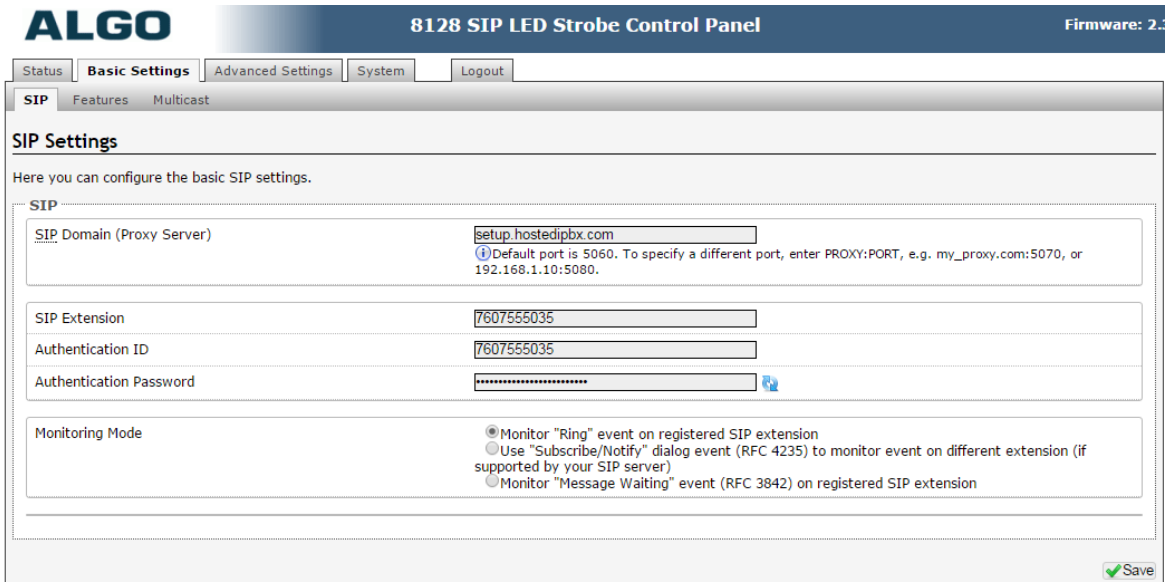 ALGO
8128 SIP LED Strobe Control Panel
Firmware: 2.
Status Basic Settings Advanced Settings System Logout
SIP Features Multicast
SIP Settings
Here you can configure the basic SIP settings.
SIP
SIP Domain (Proxy Server)
setup.hostedipbx.com
Default port is 5060. To specify a different port, enter PROXY:PORT, e.g. my_proxy.com:5070, or
192.168.1.10:5080.
SIP Extension
7607555035
Authentication ID
7607555035
Authentication Password
•••••••••••••••••••••••••
Monitoring Mode
Monitor "Ring" event on registered SIP extension
Use "Subscribe/Notify" dialog event (RFC 4235) to monitor event on different extension (if
supported by your SIP server)
Monitor "Message Waiting" event (RFC 3842) on registered SIP extension
Save